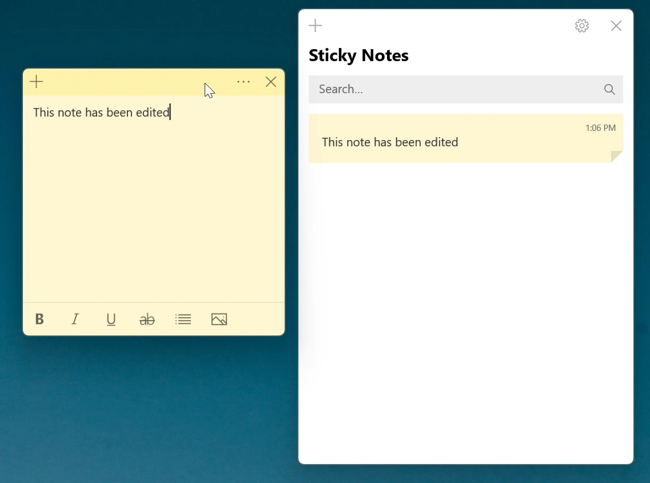 This note has been edited
B I U ab
Sticky Notes
Search...
1:06 PM
This note has been edited